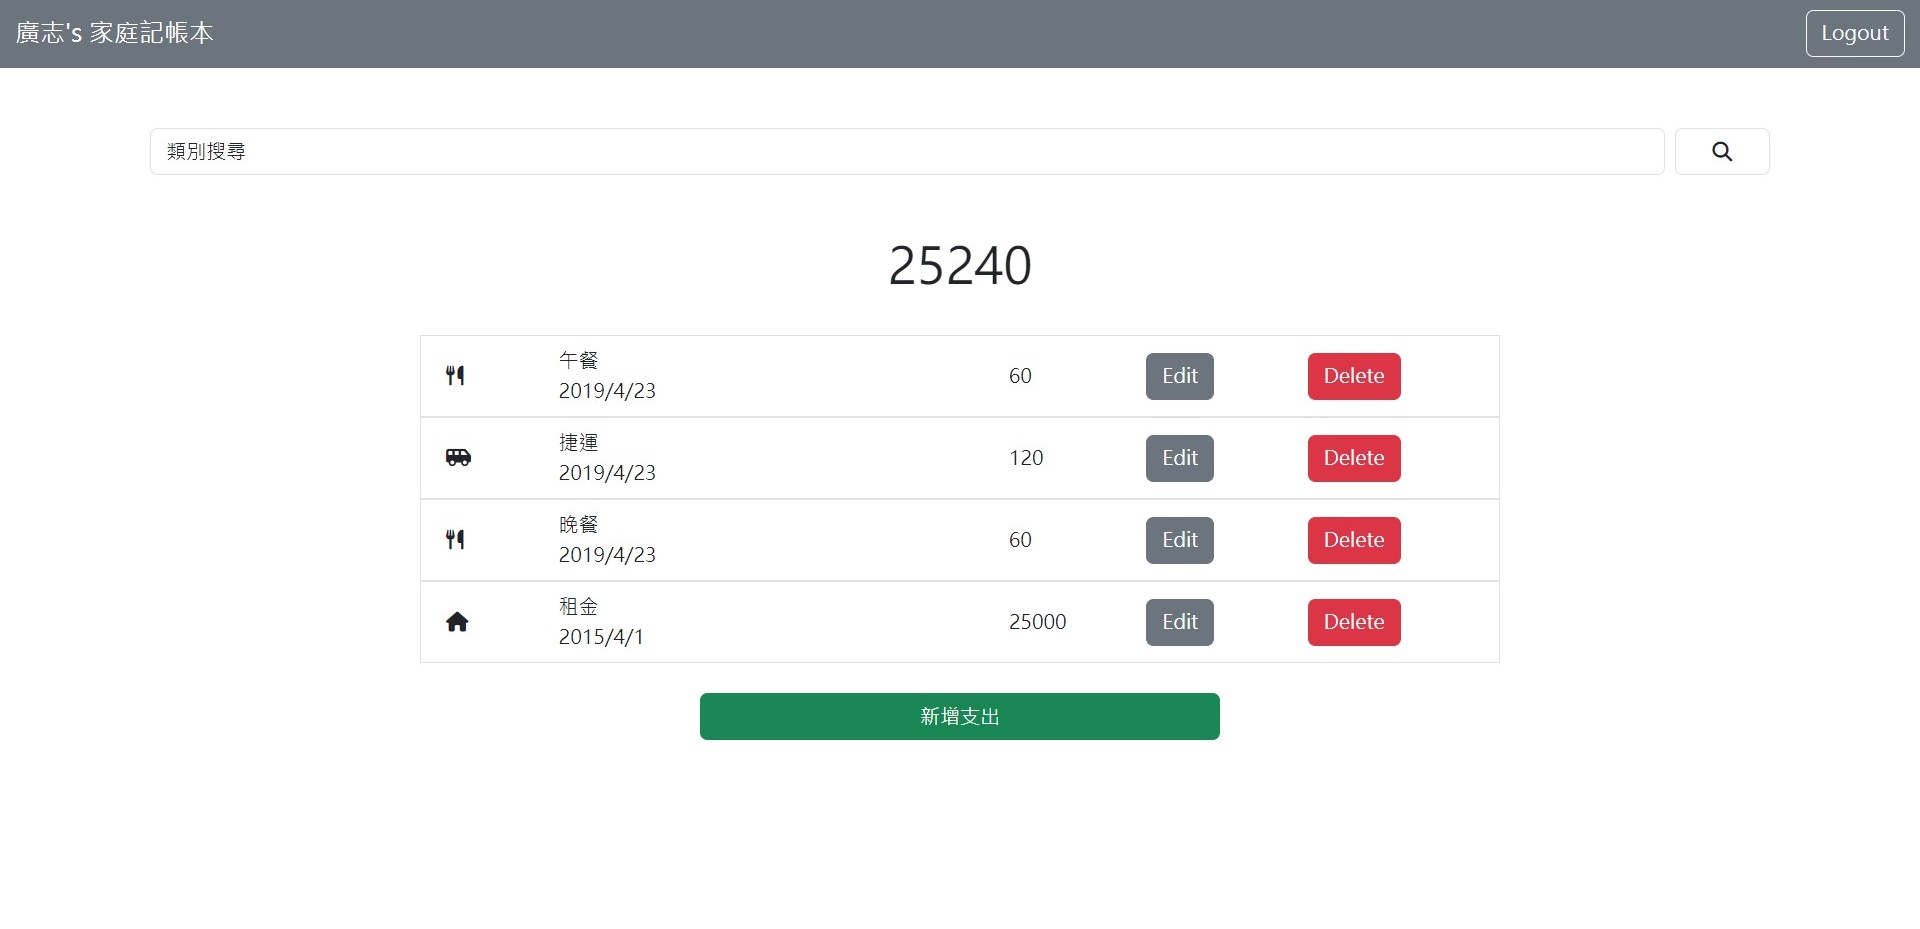 廣志's 家庭記帳本
Logout
類別搜尋
25240
午餐
2019/4/23
60
Edit
Delete
捷運
2019/4/23
120
Edit
Delete
晚餐
2019/4/23
60
Edit
Delete
租金
2015/4/1
25000
Edit
Delete
新增支出